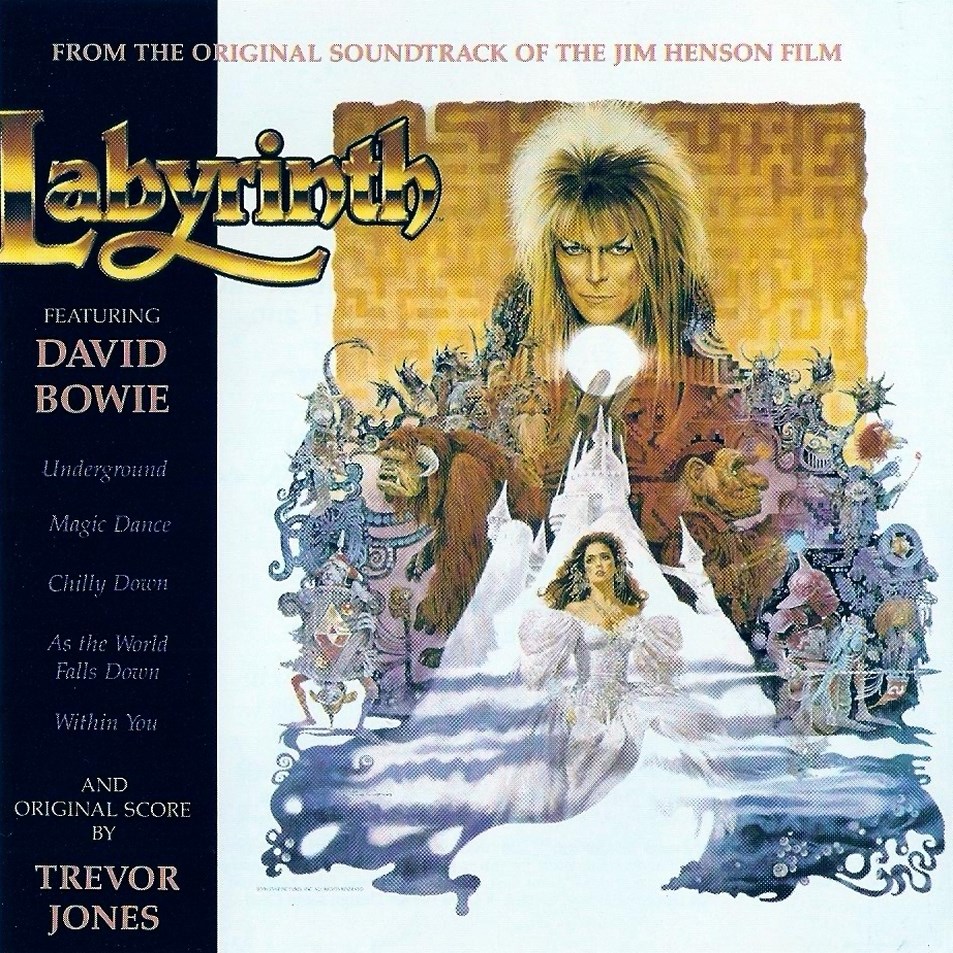 FROM THE ORIGINAL SOUNDTRACK OF THE JIM HENSON FILM
Labyrinth™
FEATURING
DAVID
BOWIE
Underground
Magic Dance
Chilly Down
As the World
Falls Down
Within You
AND
ORIGINAL SCORE
BY
TREVOR
JONES